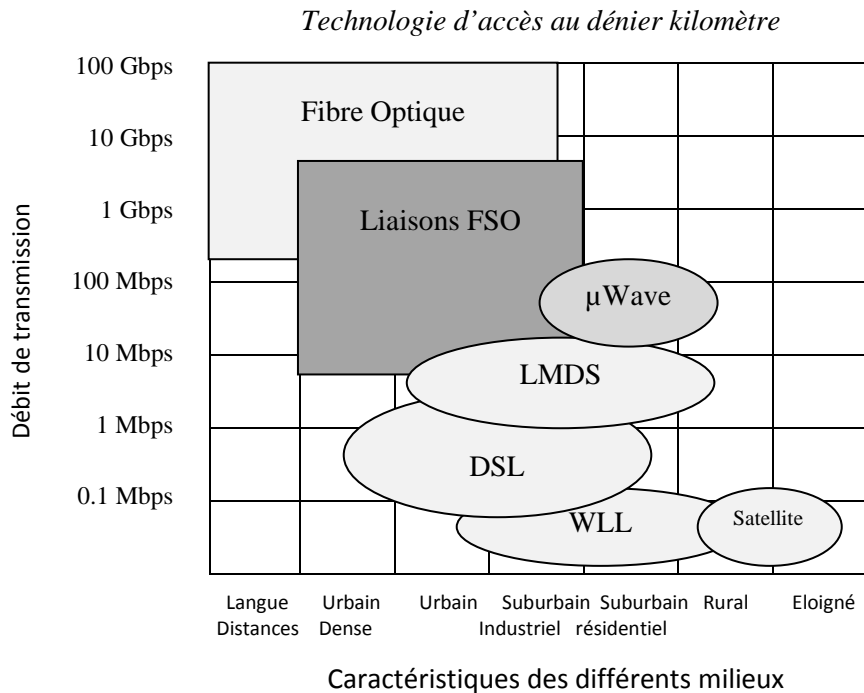 Technologie d'accès au dénier kilomètre
100 Gbps
10 Gbps
1 Gbps
100 Mbps
10 Mbps
1 Mbps
0.1 Mbps
Débit de transmission
Fibre Optique
Liaisons FSO
µWave
LMDS
DSL
WLL
Satellite
Langue
Distances
Urbain
Dense
Urbain
Suburbain
Industriel
Suburbain
résidentiel
Rural
Eloigné
Caractéristiques des différents milieux